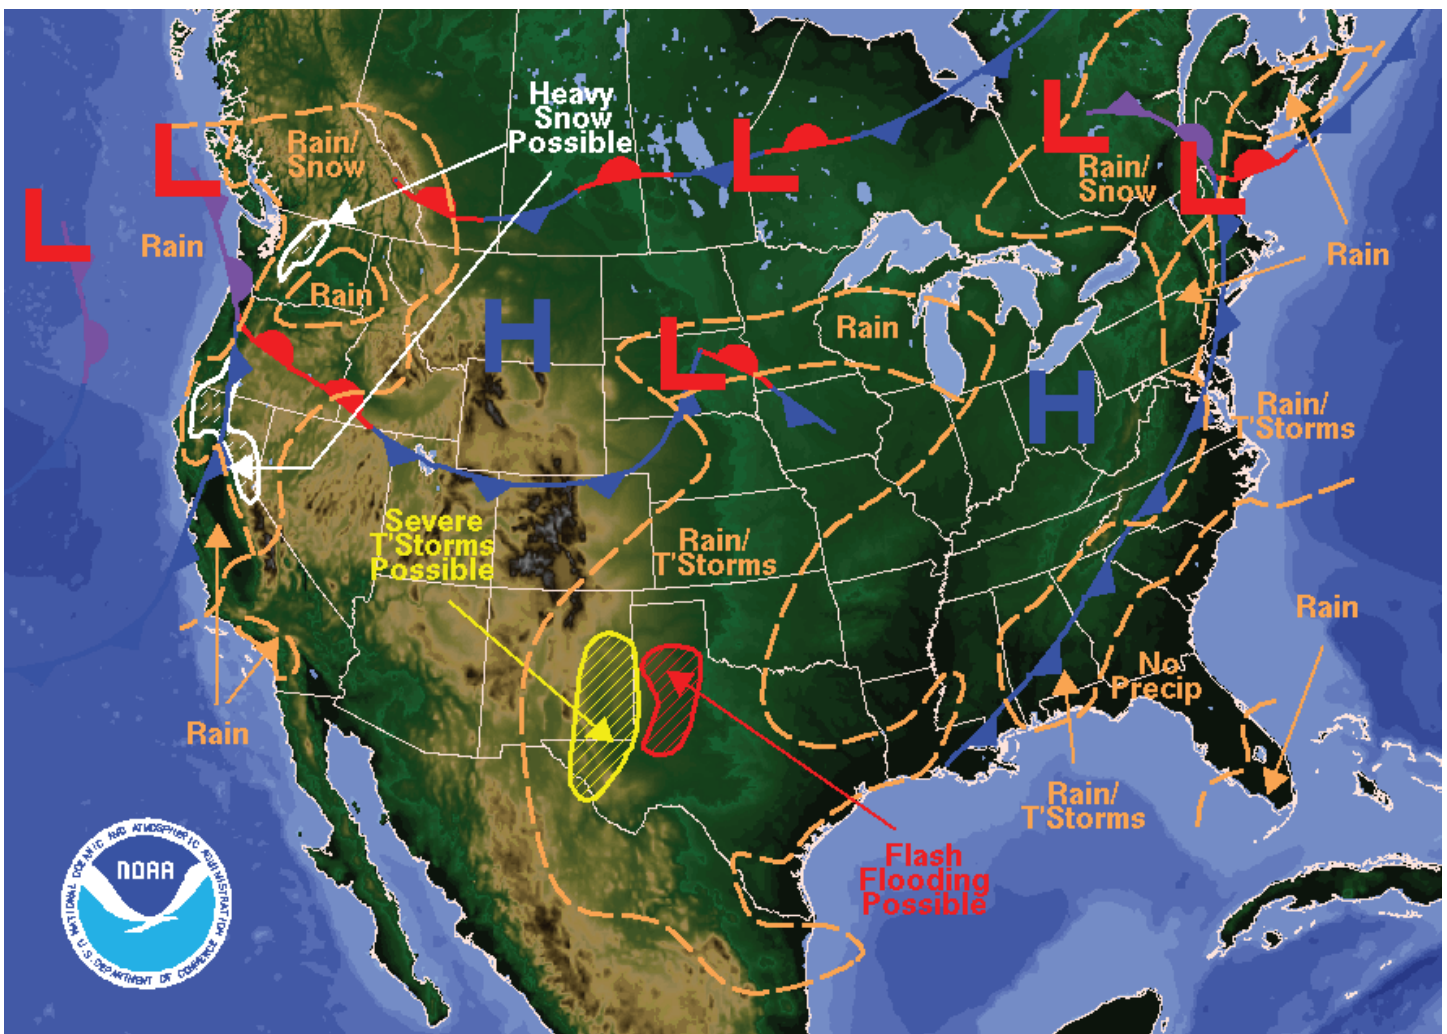 Heavy
Snow
Possible
L
Rain/
Snow
L
L
L
Rain/
Snow
L
L
Rain
Rain
Rain
H
L
Rain
H
Rain/
T'Storms
Severe
T'Storms
Possible
Rain/
T'Storms
Rain
No
Precip
Rain
Rain/
T'Storms
Flash
Flooding
Possible
NATIONAL OCEANIC AND ATMOSPHERIC ADMINISTRATION
NOAA
U.S. DEPARTMENT OF COMMERCE